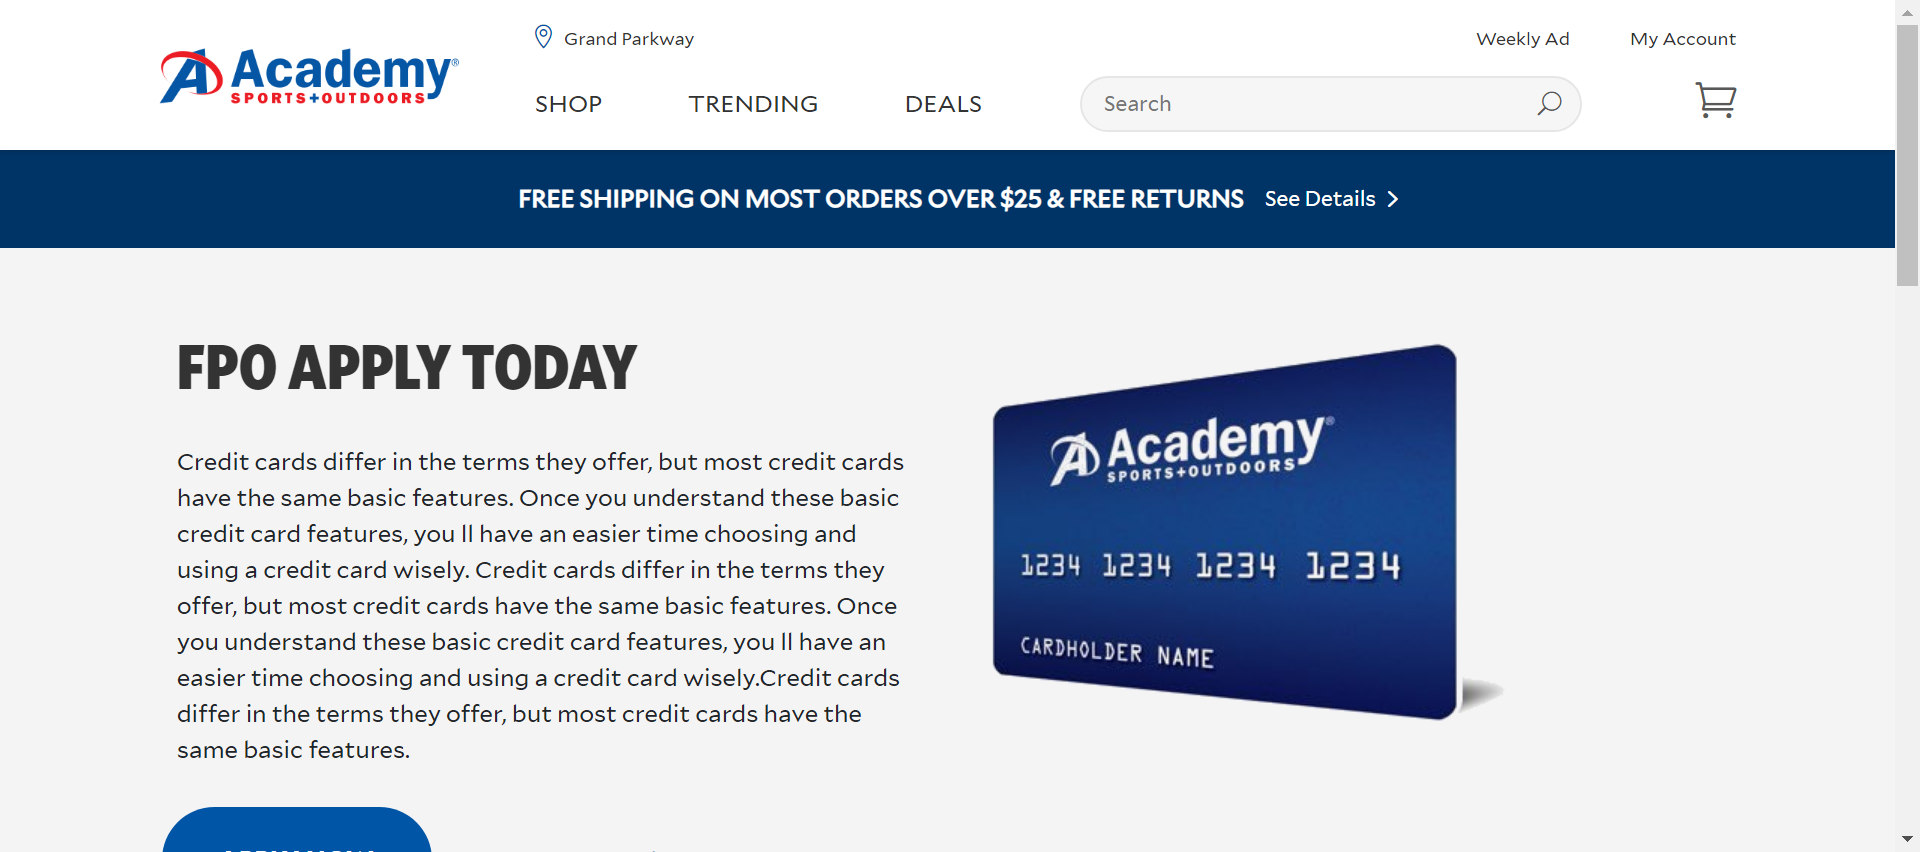 Grand Parkway
Weekly Ad
My Account
Academy®
SPORTS+OUTDOORS
SHOP
TRENDING
DEALS
Search
FREE SHIPPING ON MOST ORDERS OVER $25 & FREE RETURNS See Details
FPO APPLY TODAY
Credit cards differ in the terms they offer, but most credit cards
have the same basic features. Once you understand these basic
credit card features, you ll have an easier time choosing and
using a credit card wisely. Credit cards differ in the terms they
offer, but most credit cards have the same basic features. Once
you understand these basic credit card features, you ll have an
easier time choosing and using a credit card wisely.Credit cards
differ in the terms they offer, but most credit cards have the
same basic features.
Academy®
SPORTS+OUTDOORS
1234 1234 1234 1234
CARDHOLDER NAME